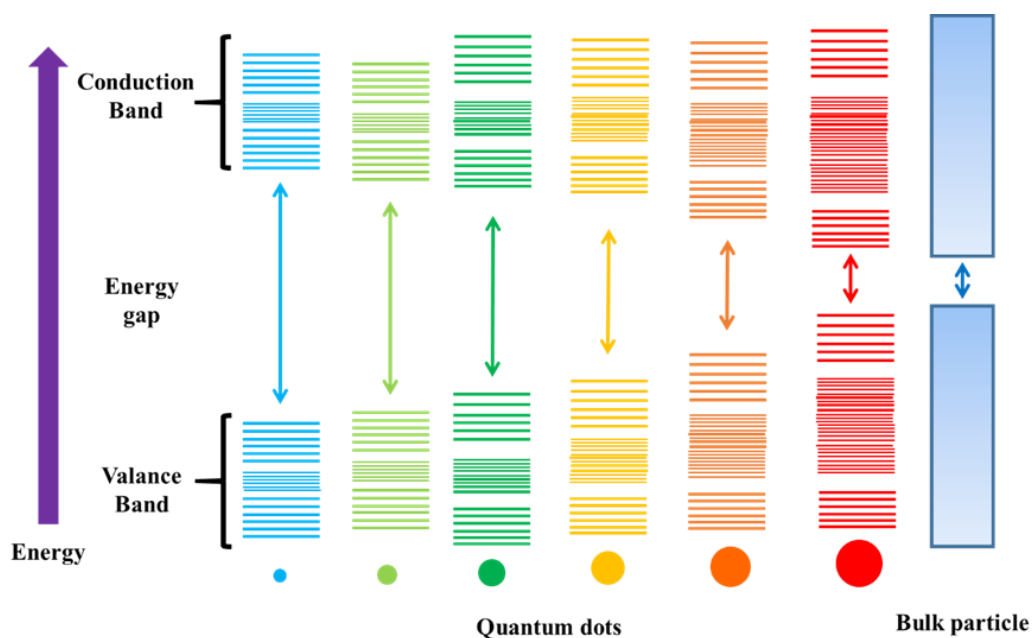 Conduction
Band
Energy
gap
Valance
Band
Energy
Quantum dots
Bulk particle